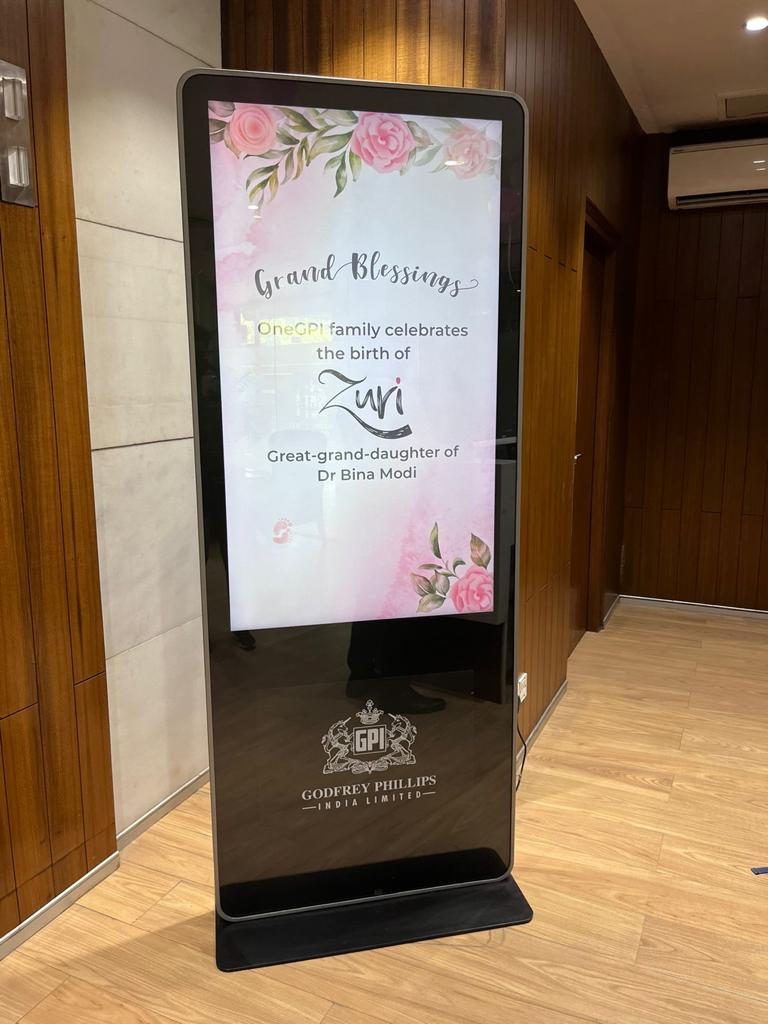 Grand Blessings
OneGPI family celebrates
the birth of
Zuri
Great-grand-daughter of
Dr Bina Modi
GPI
GODFREY PHILLIPS
INDIA LIMITED